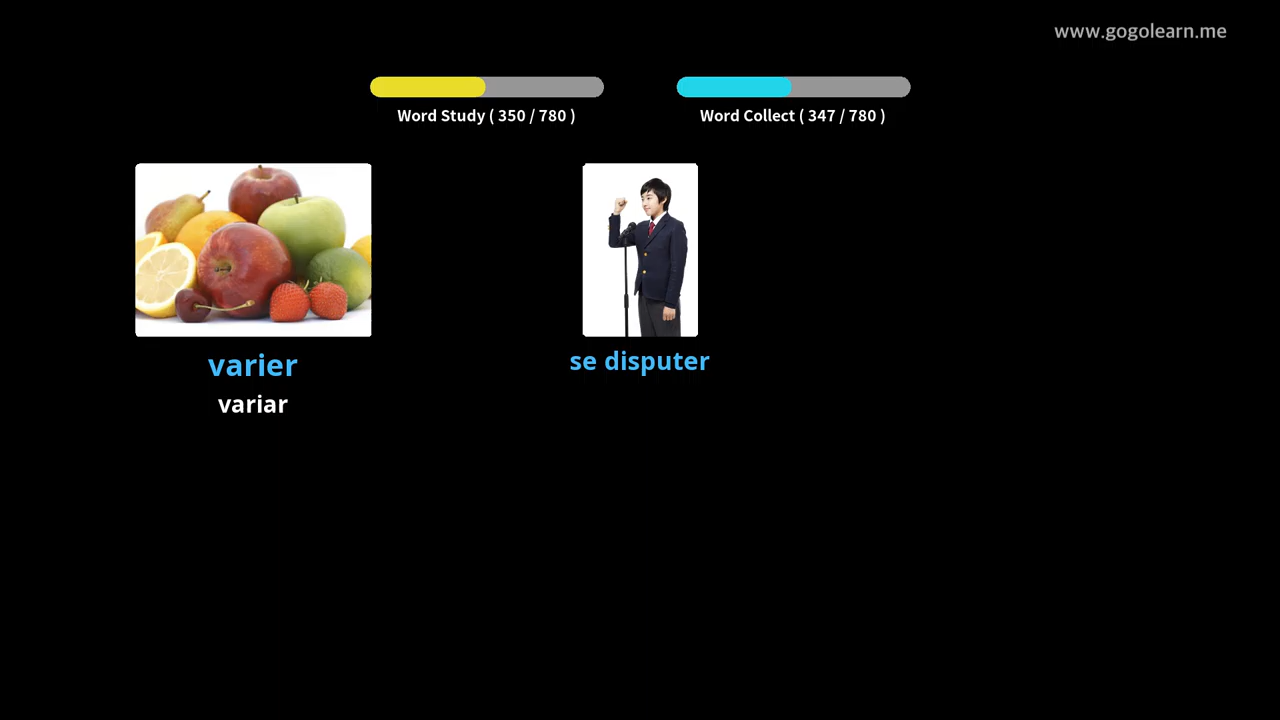 www.gogolearn.me
Word Study ( 350 / 780 )
Word Collect ( 347 / 780 )
varier
variar
se disputer